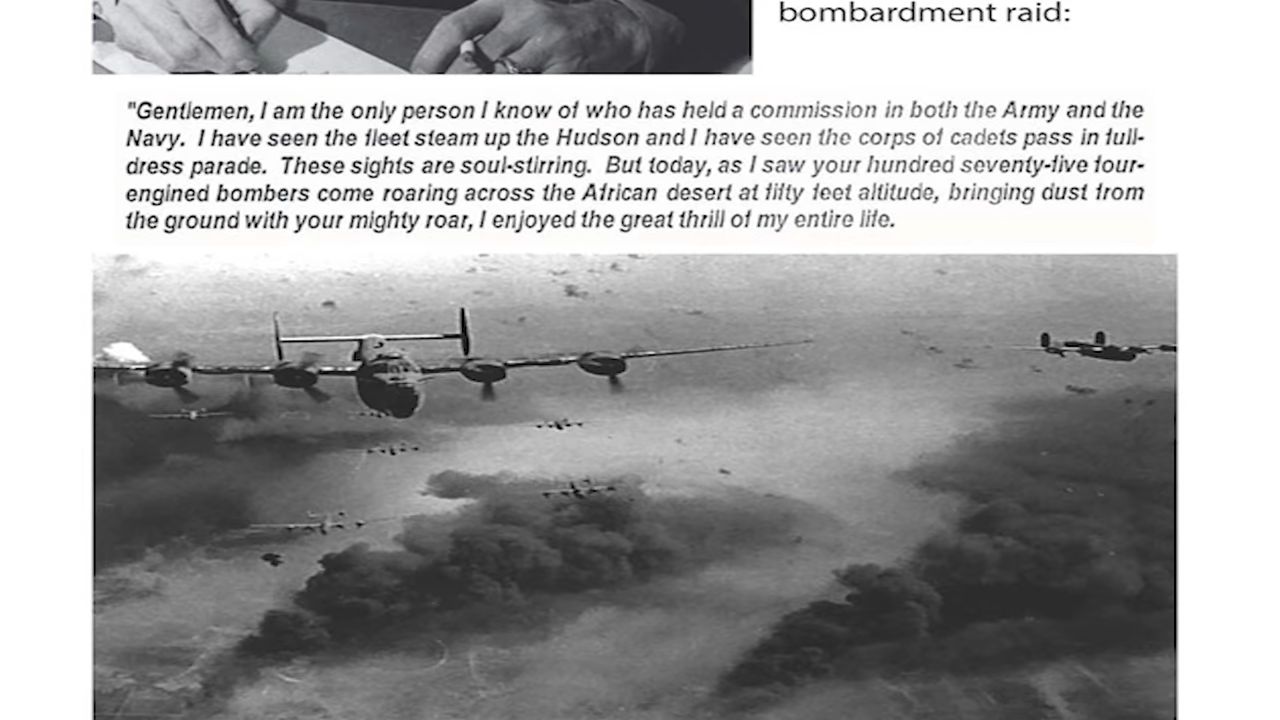 bombardment raid:
"Gentlemen, I am the only person I know of who has held a commission in both the Army and the
Navy. I have seen the fleet steam up the Hudson and I have seen the corps of cadets pass in full-
dress parade. These sights are soul-stirring. But today, as I saw your hundred seventy-five four-
engined bombers come roaring across the African desert at fifty feet altitude, bringing dust from
the ground with your mighty roar, I enjoyed the great thrill of my entire life.